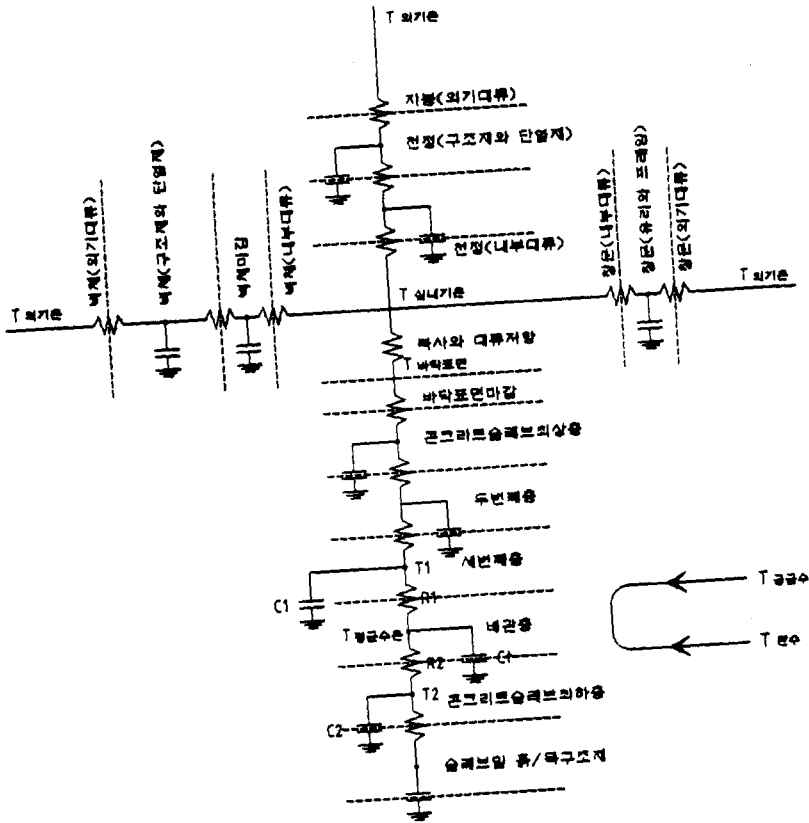 T 외기온
지붕(외기대류)
천정(구조재와 단열재)
천정(내부대류)
벽체(외기대류)
벽체(구조재와 단열재)
벽체마감
벽체(내부대류)
창문(내부대류)
창문(유리와 프레임)
창문(외기대류)
T 외기온
T 실내기온
T 외기온
복사와 대류저항
T 바닥표면
바닥표면마감
콘크리트슬래브최상층
두번째층
세번째층
T1
C1
R1
T 평균수온
배관층
R2
C1
T2
콘크리트슬래브최하층
C2
슬래브밑 흙/목구조재
T 공급수
T 환수